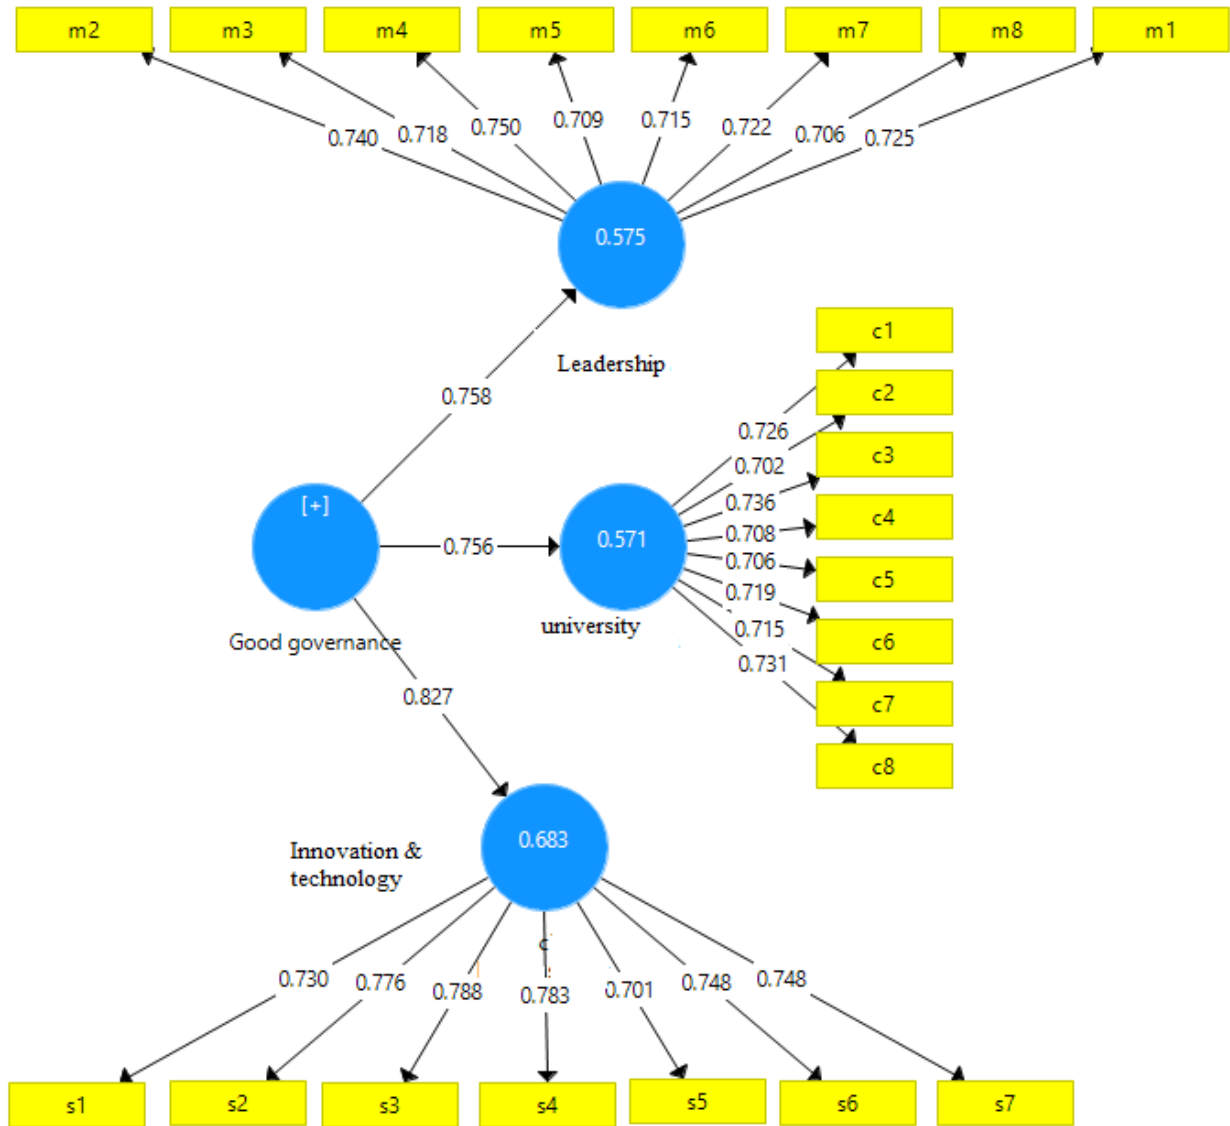 m2 m3 m4 m5 m6 m7 m8 m1
0.740 0.718 0.750 0.709 0.715 0.722 0.706 0.725
0.575
Leadership
0.758
c1
c2
c3
c4
c5
c6
c7
c8
0.726
0.702
0.736
0.708
0.706
0.719
0.715
0.731
[+]
0.756
0.571
university
Good governance
0.827
0.683
Innovation &
technology
c
0.730 0.776 0.788 0.783 0.701 0.748 0.748
s1 s2 s3 s4 s5 s6 s7